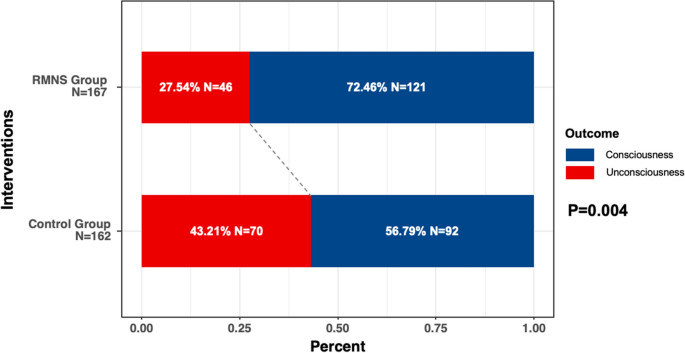 Interventions
RMNS Group
N=167
27.54% N=46
72.46% N=121
Control Group
N=162
43.21% N=70
56.79% N=92
0.00
0.25
0.50
0.75
1.00
Percent
Outcome
Consciousness
Unconsciousness
P=0.004